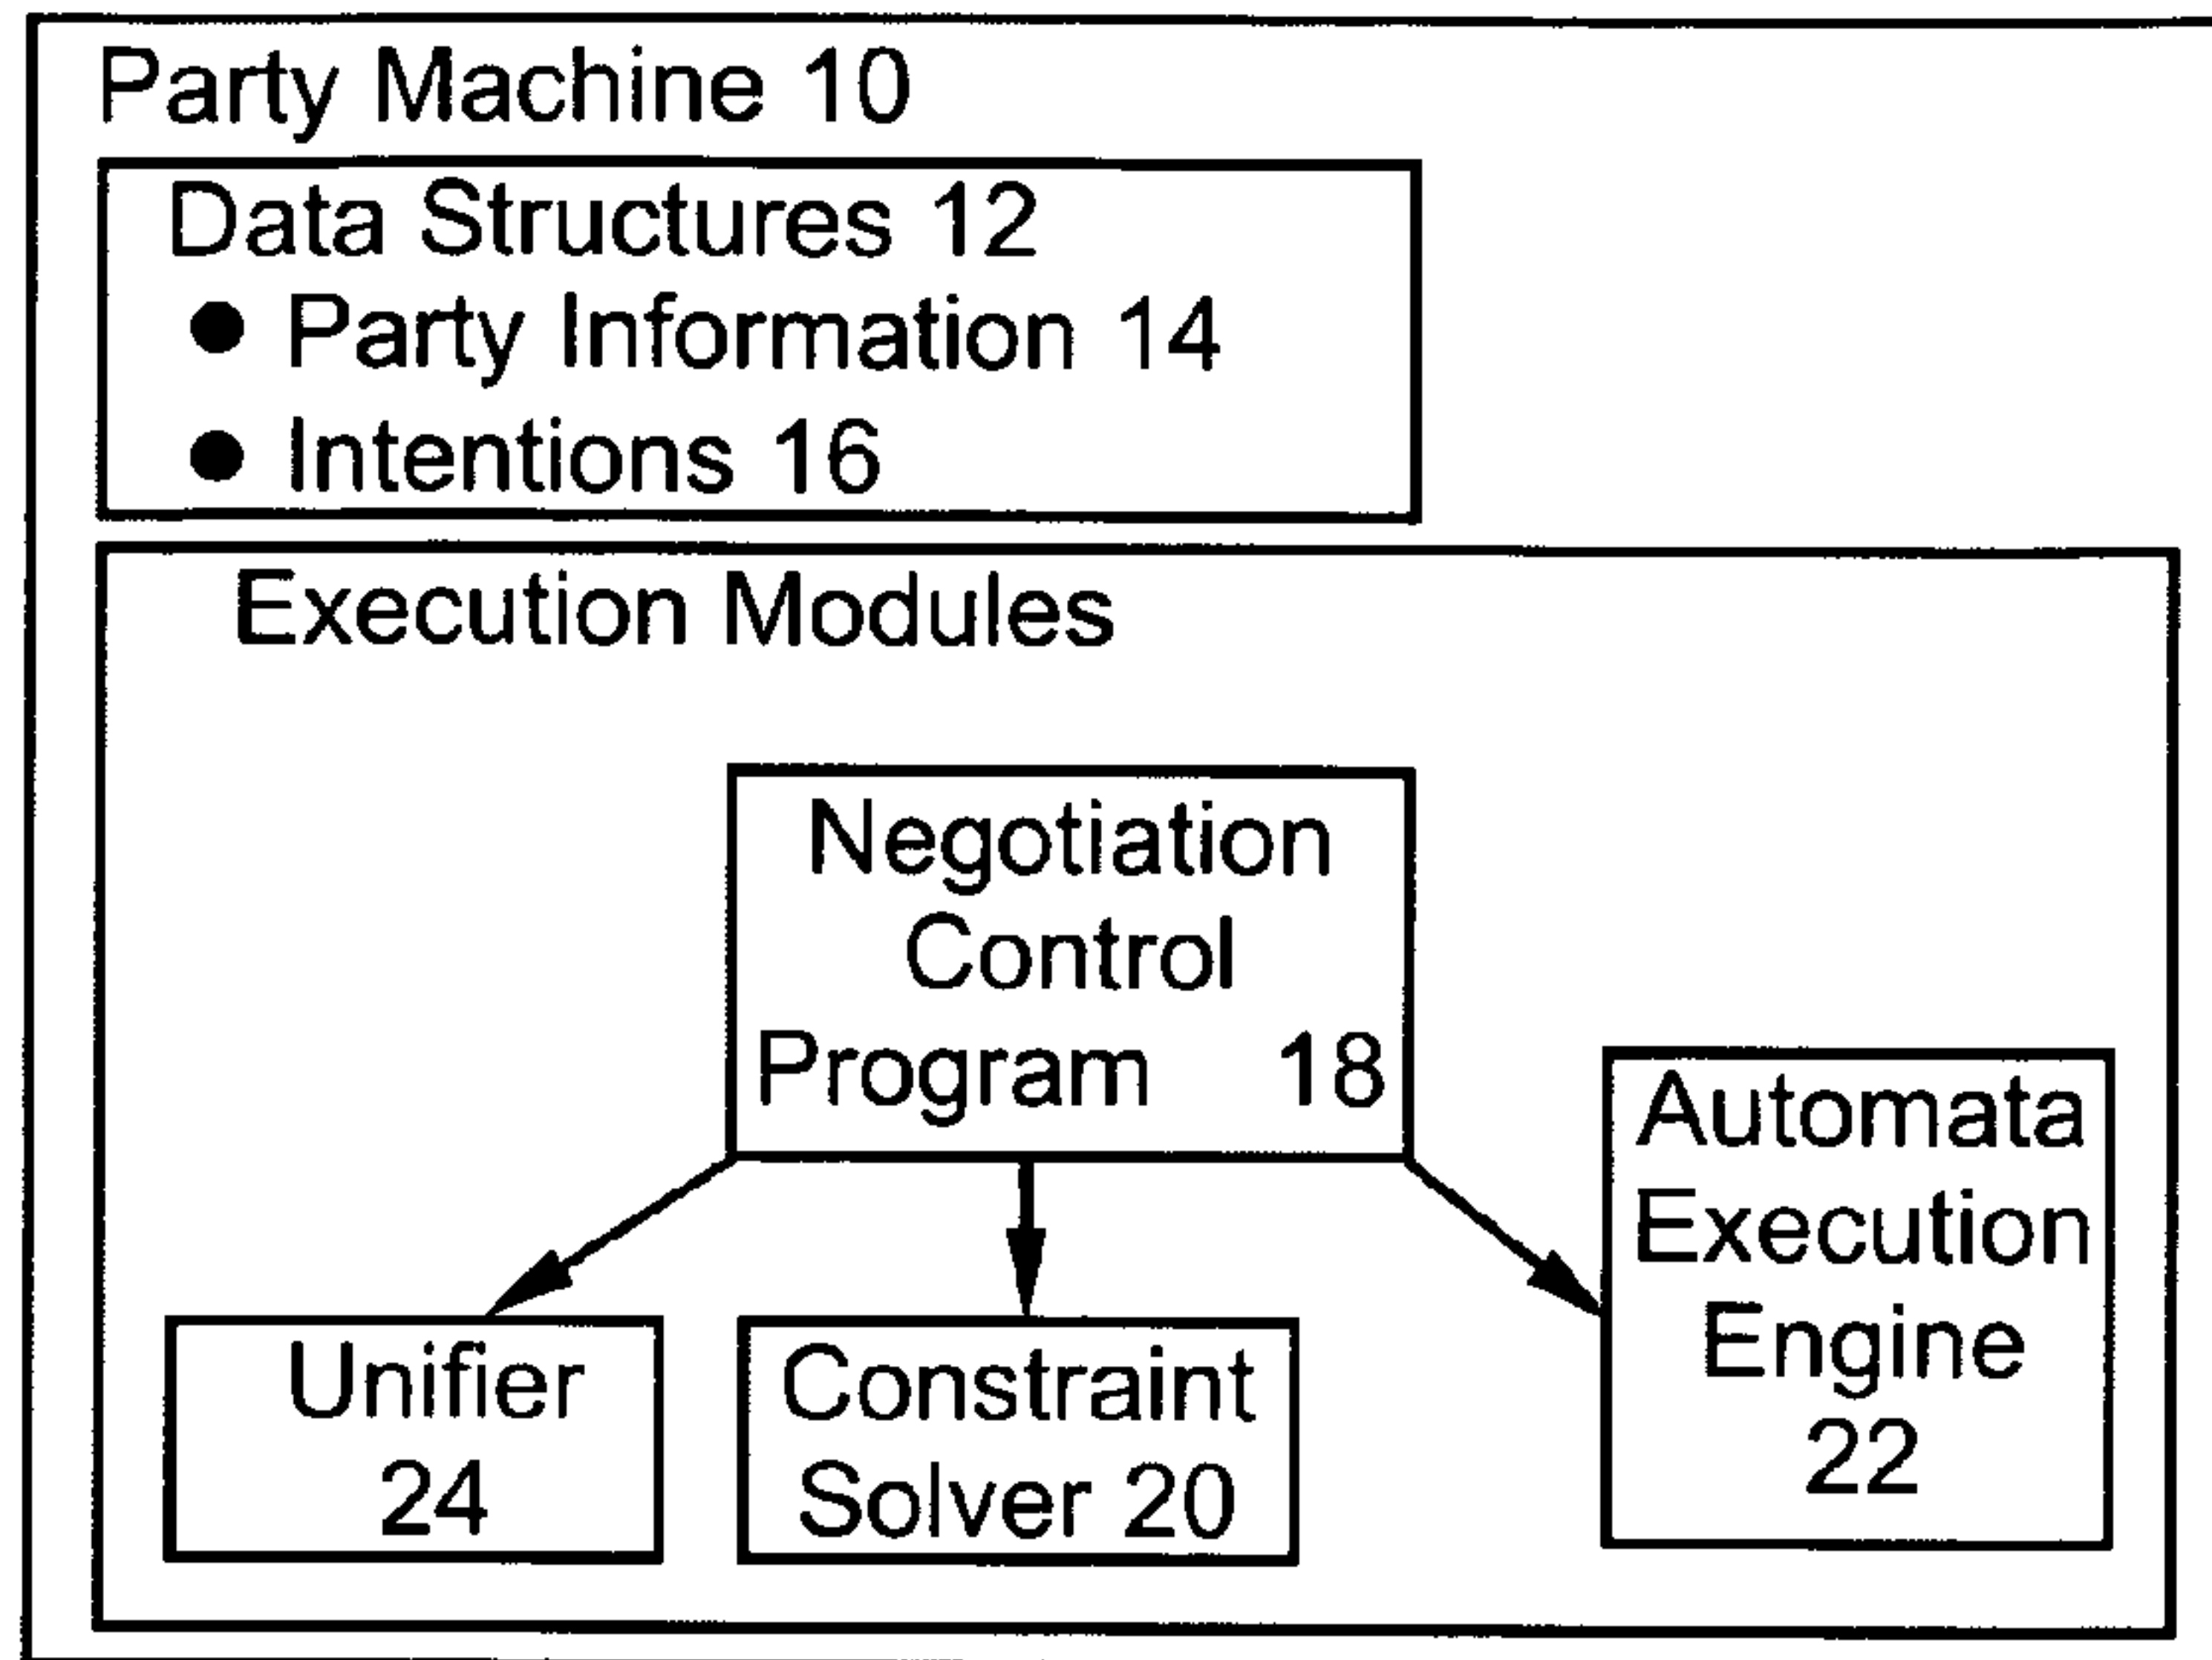 Party Machine 10
Data Structures 12
● Party Information 14
● Intentions 16
Execution Modules
Negotiation
Control
Program 18
Automata
Execution
Engine
22
Unifier
24
Constraint
Solver 20